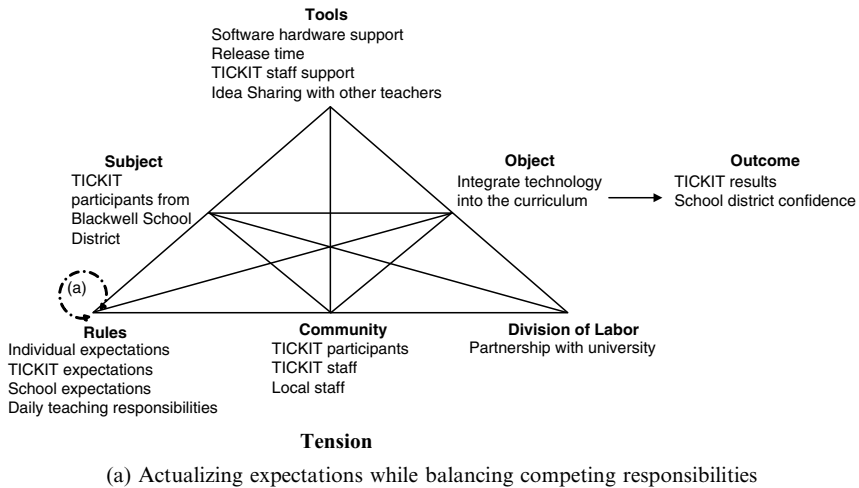 Tools
Software hardware support
Release time
TICKIT staff support
Idea Sharing with other teachers
Subject
TICKIT
participants from
Blackwell School
District
Object
Integrate technology
into the curriculum
Outcome
TICKIT results
School district confidence
(a)
Rules
Individual expectations
TICKIT expectations
School expectations
Daily teaching responsibilities
Community
TICKIT participants
TICKIT staff
Local staff
Division of Labor
Partnership with university
Tension
(a) Actualizing expectations while balancing competing responsibilities